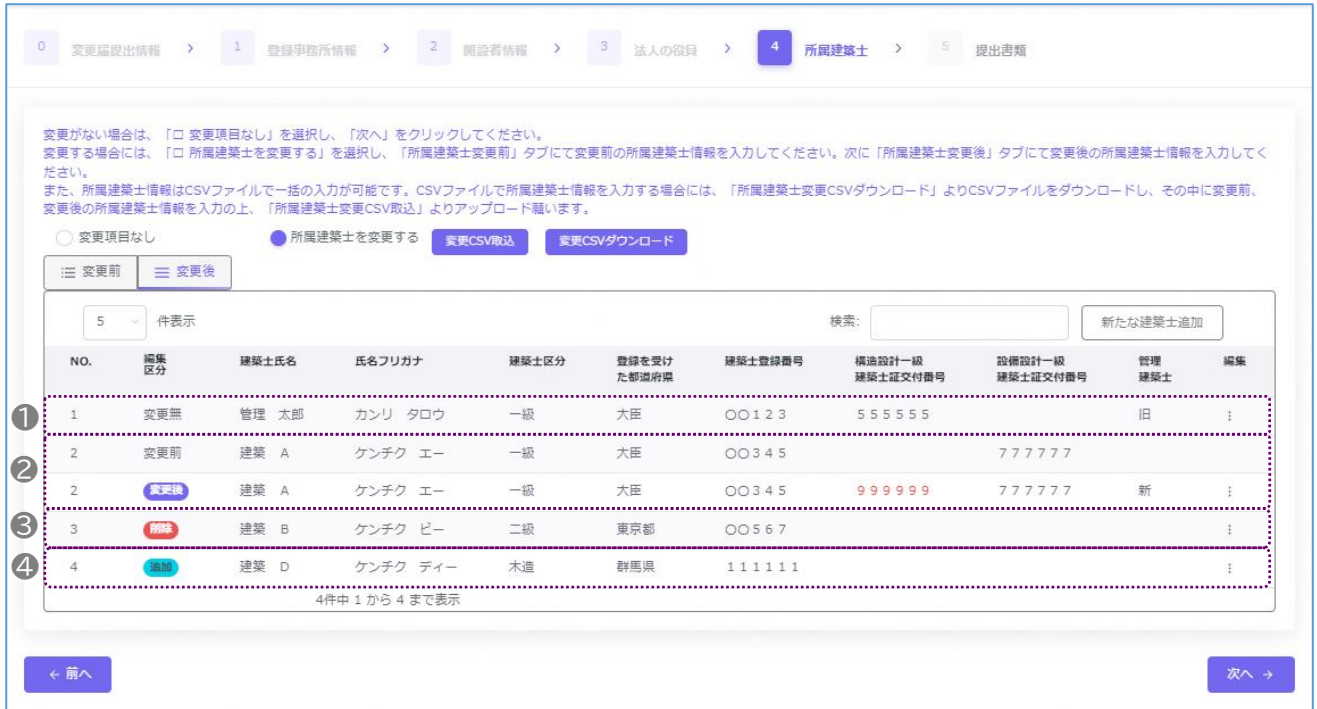 0 変更届提出情報 > 1 登録事務所情報 > 2 開設者情報 > 3 法人の役員 > 4 所属建築士 > 5 提出書類
変更がない場合は、「□ 変更項目なし」を選択し、「次へ」をクリックしてください。
変更する場合には、「□ 所属建築士を変更する」を選択し、「所属建築士変更前」タブにて変更前の所属建築士情報を入力してください。次に「所属建築士変更後」タブにて変更後の所属建築士情報を入力してく
ださい。
また、所属建築士情報はCSVファイルで一括の入力が可能です。CSVファイルで所属建築士情報を入力する場合には、「所属建築士変更CSVダウンロード」よりCSVファイルをダウンロードし、その中に変更前、
変更後の所属建築士情報を入力の上、「所属建築士変更CSV取込」よりアップロード願います。
変更項目なし 所属建築士を変更する 変更CSV取込 変更CSVダウンロード
変更前 変更後
5 件表示 検索: 新たな建築士追加
NO. 編集 建築士氏名 氏名フリガナ 建築士区分 登録を受け 建築士登録番号 構造設計一級 設備設計一級 管理 編集
区分 た都道府県 建築士証交付番号 建築士証交付番号 建築士
❶ 1 変更無 管理 太郎 カンリ タロウ 一級 大臣 〇〇123 555555 旧 ⋮
❷ 2 変更前 建築 A ケンチク エー 一級 大臣 〇〇345 777777
2 変更後 建築 A ケンチク エー 一級 大臣 〇〇345 999999 777777 新 ⋮
❸ 3 削除 建築 B ケンチク ビー 二級 東京都 〇〇567 ⋮
❹ 4 追加 建築 D ケンチク ディー 木造 群馬県 111111 ⋮
4件中 1 から 4 まで表示
← 前へ 次へ →